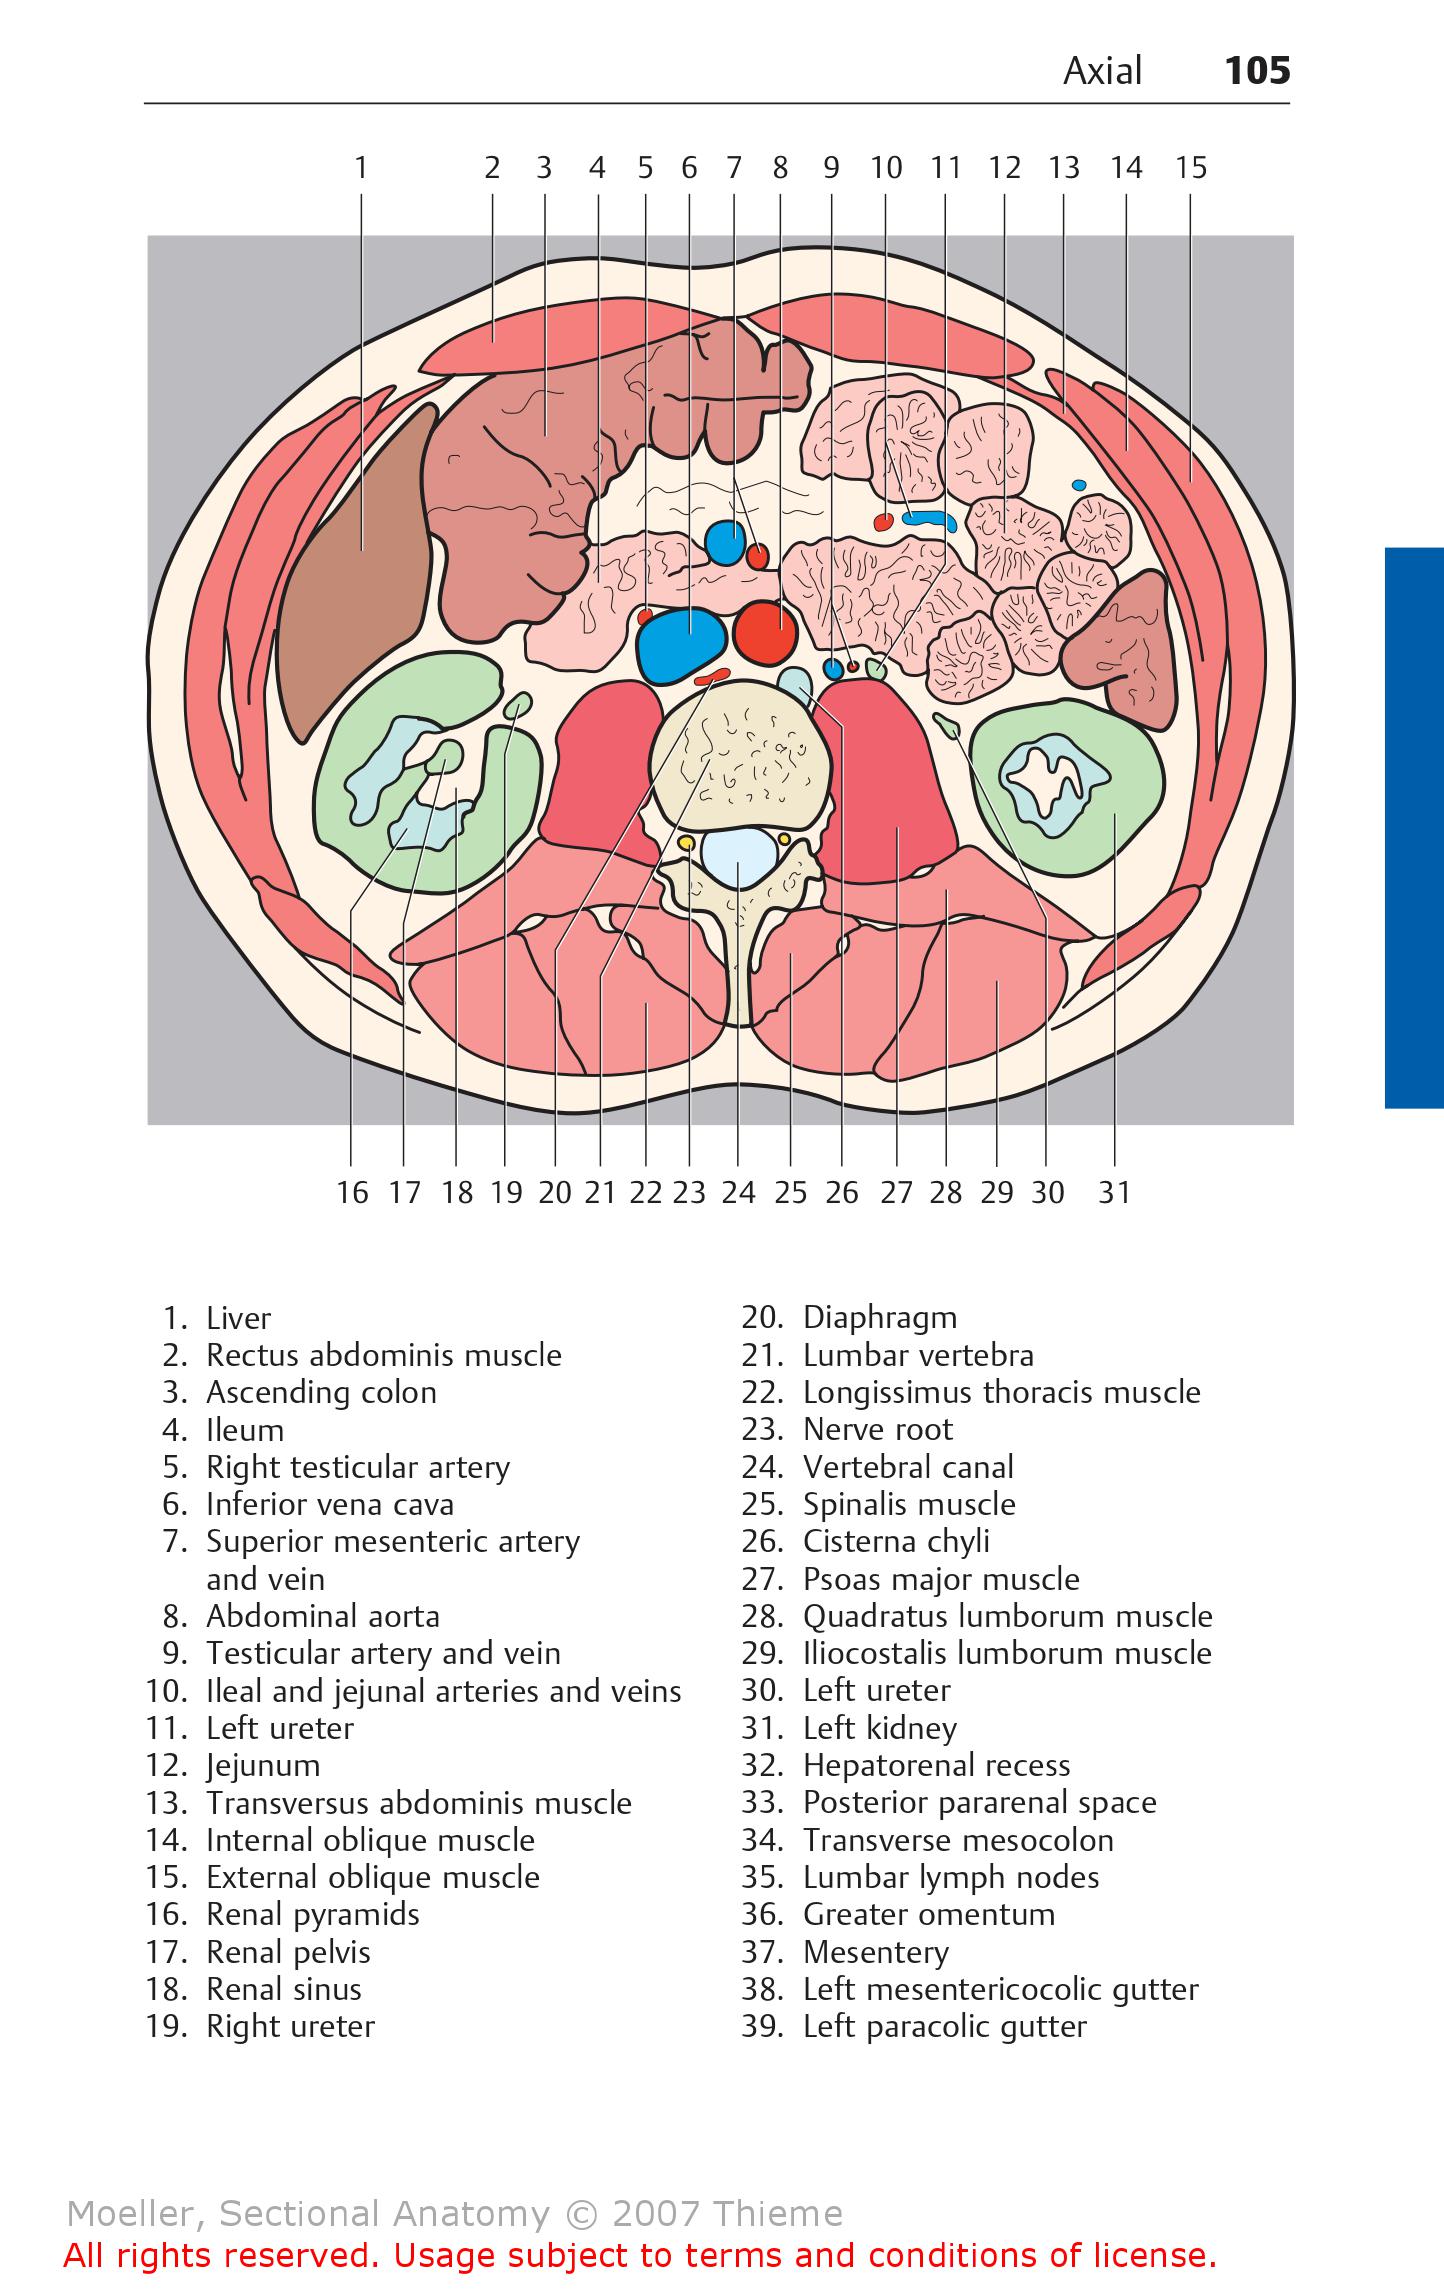 Axial 105
1 2 3 4 5 6 7 8 9 10 11 12 13 14 15
16 17 18 19 20 21 22 23 24 25 26 27 28 29 30 31
1. Liver
2. Rectus abdominis muscle
3. Ascending colon
4. Ileum
5. Right testicular artery
6. Inferior vena cava
7. Superior mesenteric artery
and vein
8. Abdominal aorta
9. Testicular artery and vein
10. Ileal and jejunal arteries and veins
11. Left ureter
12. Jejunum
13. Transversus abdominis muscle
14. Internal oblique muscle
15. External oblique muscle
16. Renal pyramids
17. Renal pelvis
18. Renal sinus
19. Right ureter
20. Diaphragm
21. Lumbar vertebra
22. Longissimus thoracis muscle
23. Nerve root
24. Vertebral canal
25. Spinalis muscle
26. Cisterna chyli
27. Psoas major muscle
28. Quadratus lumborum muscle
29. Iliocostalis lumborum muscle
30. Left ureter
31. Left kidney
32. Hepatorenal recess
33. Posterior pararenal space
34. Transverse mesocolon
35. Lumbar lymph nodes
36. Greater omentum
37. Mesentery
38. Left mesentericocolic gutter
39. Left paracolic gutter
Moeller, Sectional Anatomy © 2007 Thieme
All rights reserved. Usage subject to terms and conditions of license.